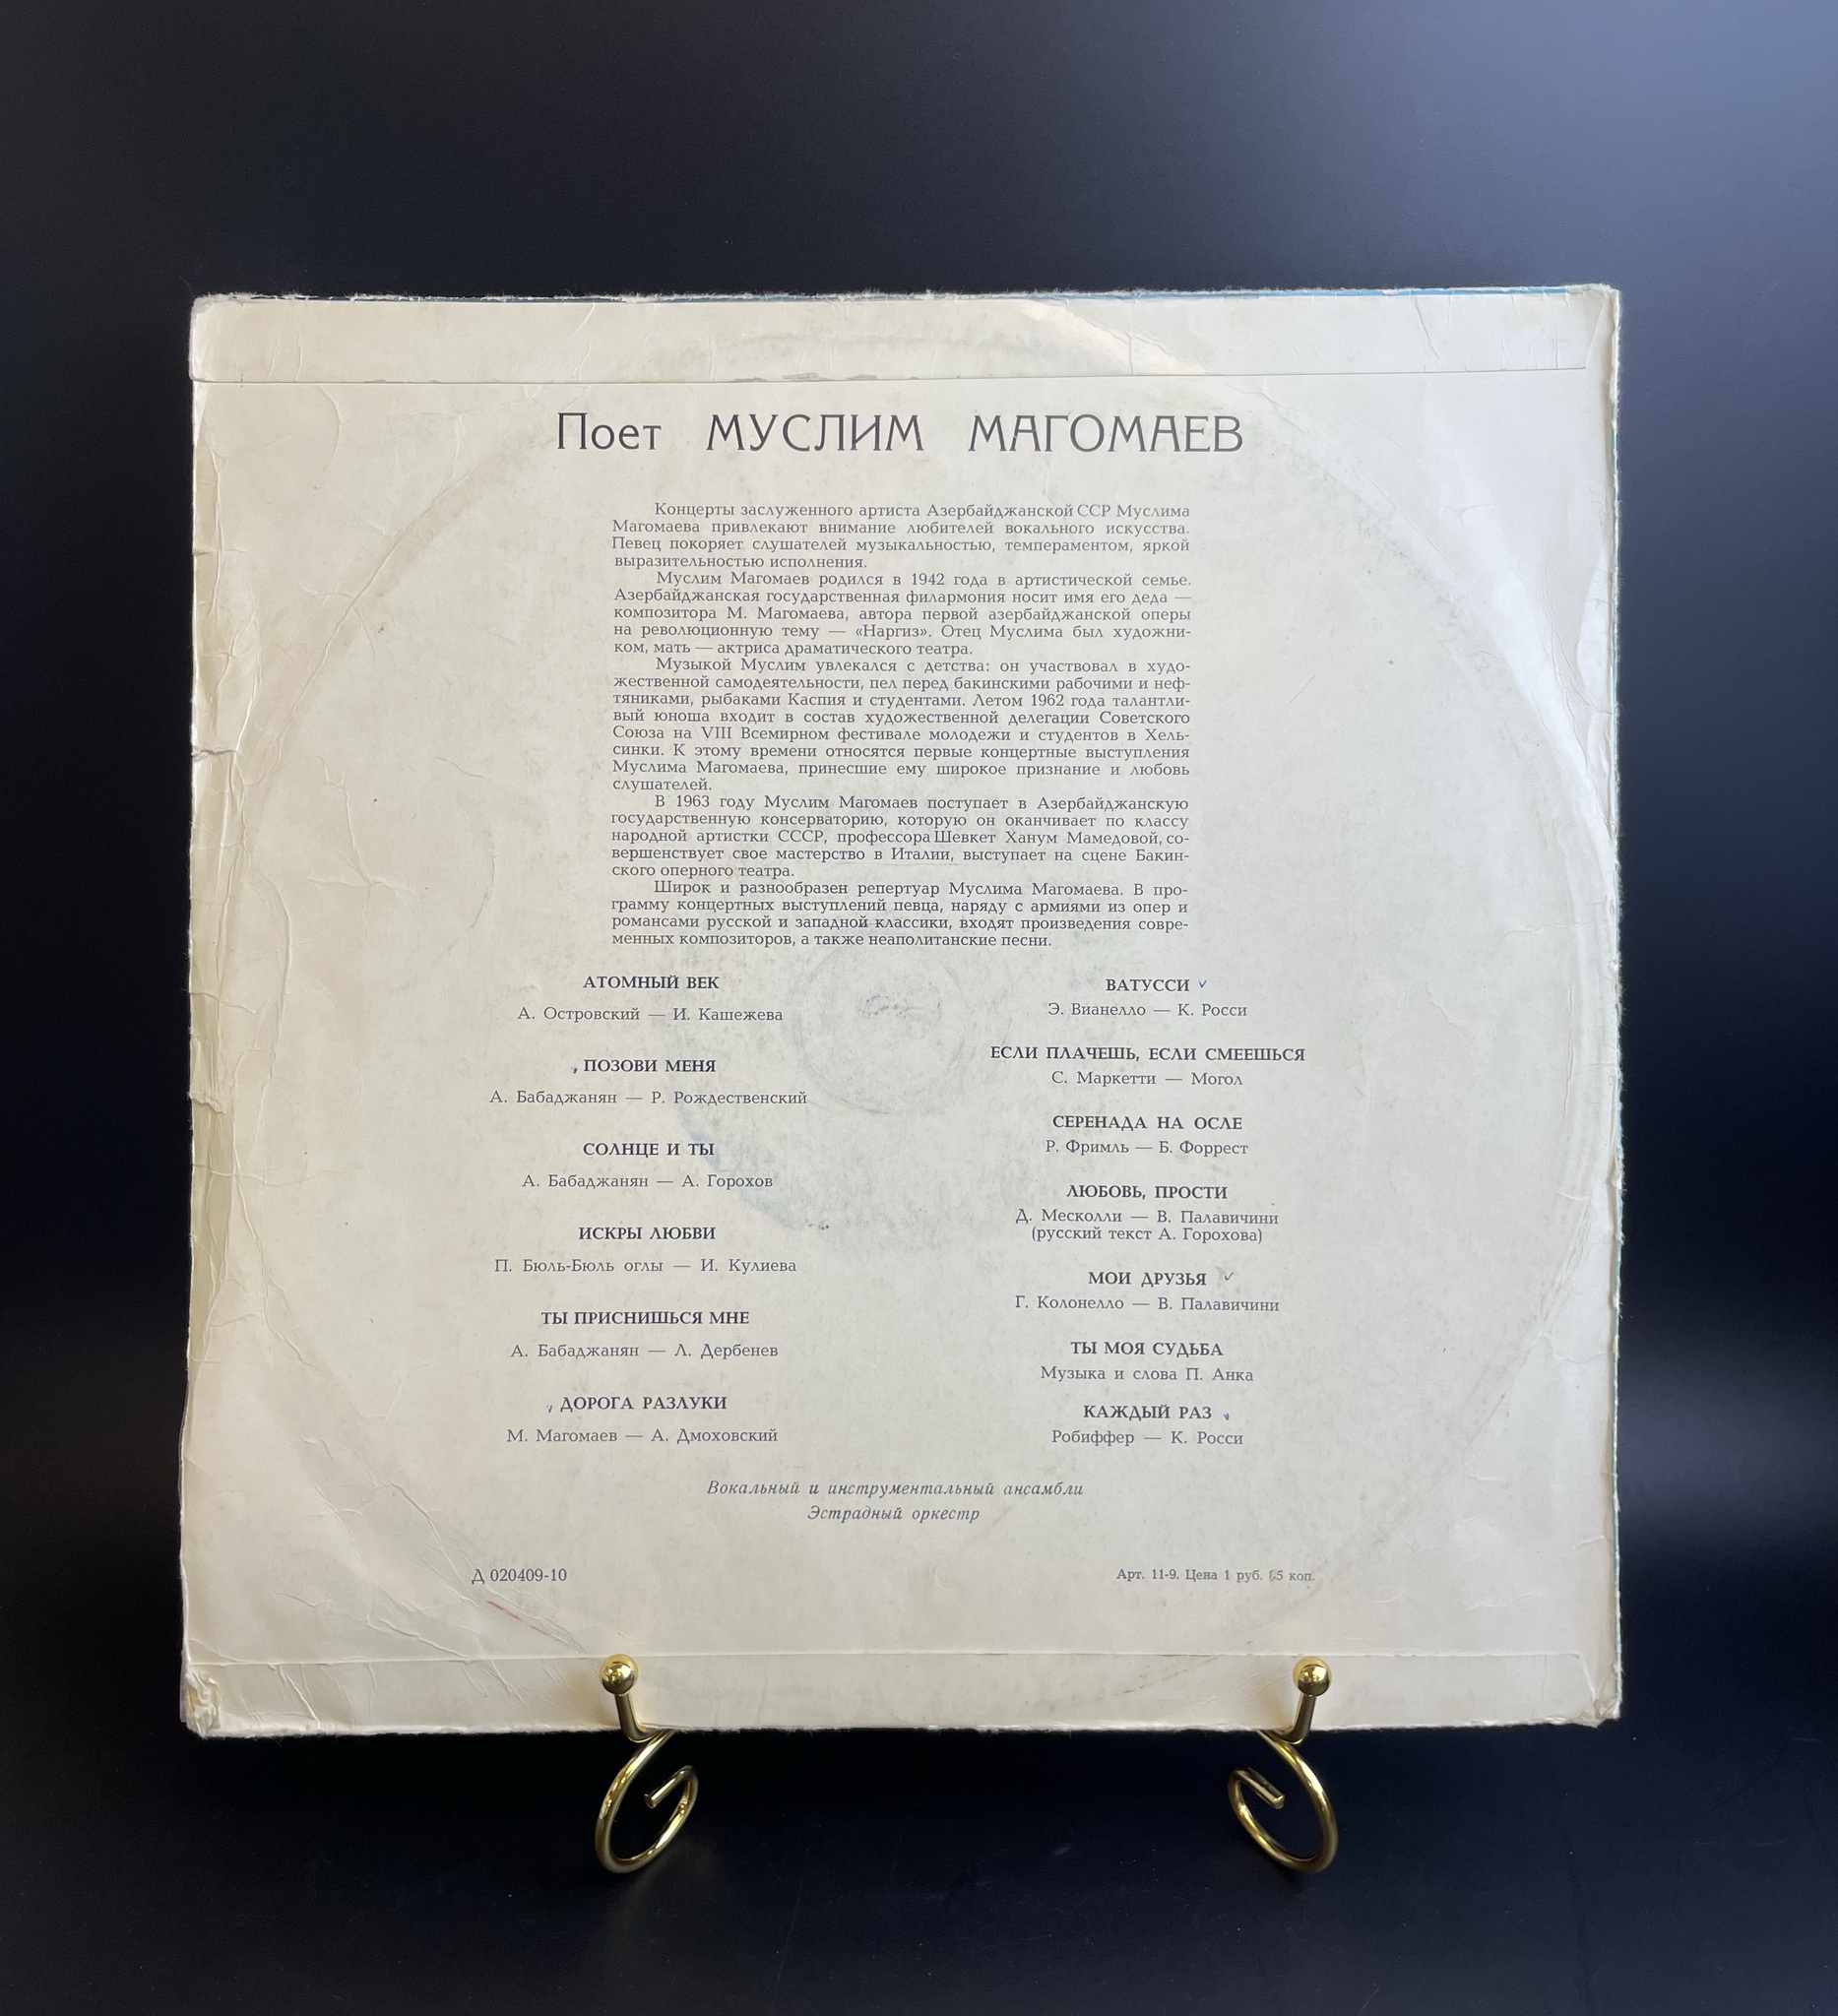 Поет МУСЛИМ МАГОМАЕВ
Концерты заслуженного артиста Азербайджанской ССР Муслима
Магомаева привлекают внимание любителей вокального искусства.
Певец покоряет слушателей музыкальностью, темпераментом, яркой
выразительностью исполнения.
Муслим Магомаев родился в 1942 года в артистической семье.
Азербайджанская государственная филармония носит имя его деда —
композитора М. Магомаева, автора первой азербайджанской оперы
на революционную тему — «Наргиз». Отец Муслима был художни-
ком, мать — актриса драматического театра.
Музыкой Муслим увлекался с детства: он участвовал в худо-
жественной самодеятельности, пел перед бакинскими рабочими и неф-
тяниками, рыбаками Каспия и студентами. Летом 1962 года талантли-
вый юноша входит в состав художественной делегации Советского
Союза на VIII Всемирном фестивале молодежи и студентов в Хель-
синки. К этому времени относятся первые концертные выступления
Муслима Магомаева, принесшие ему широкое признание и любовь
слушателей.
В 1963 году Муслим Магомаев поступает в Азербайджанскую
государственную консерваторию, которую он оканчивает по классу
народной артистки СССР, профессора Шевкет Ханум Мамедовой, со-
вершенствует свое мастерство в Италии, выступает на сцене Бакин-
ского оперного театра.
Широк и разнообразен репертуар Муслима Магомаева. В про-
грамму концертных выступлений певца, наряду с армиями из опер и
романсами русской и западной классики, входят произведения совре-
менных композиторов, а также неаполитанские песни.
АТОМНЫЙ ВЕК
А. Островский — И. Кашежева
ПОЗОВИ МЕНЯ
А. Бабаджанян — Р. Рождественский
СОЛНЦЕ И ТЫ
А. Бабаджанян — А. Горохов
ИСКРЫ ЛЮБВИ
П. Бюль-Бюль оглы — И. Кулиева
ТЫ ПРИСНИШЬСЯ МНЕ
А. Бабаджанян — Л. Дербенев
ДОРОГА РАЗЛУКИ
М. Магомаев — А. Дмоховский
ВАТУССИ
Э. Вианелло — К. Росси
ЕСЛИ ПЛАЧЕШЬ, ЕСЛИ СМЕЕШЬСЯ
С. Маркетти — Могол
СЕРЕНАДА НА ОСЛЕ
Р. Фримль — Б. Форрест
ЛЮБОВЬ, ПРОСТИ
Д. Месколли — В. Палавичини
(русский текст А. Горохова)
МОИ ДРУЗЬЯ
Г. Колонелло — В. Палавичини
ТЫ МОЯ СУДЬБА
Музыка и слова П. Анка
КАЖДЫЙ РАЗ
Робиффер — К. Росси
Вокальный и инструментальный ансамбли
Эстрадный оркестр
Д 020409-10
Арт. 11-9. Цена 1 руб. коп.